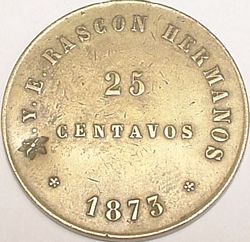 . Y. E. RASCON HERMANOS
25
CENTAVOS
* 1873 *